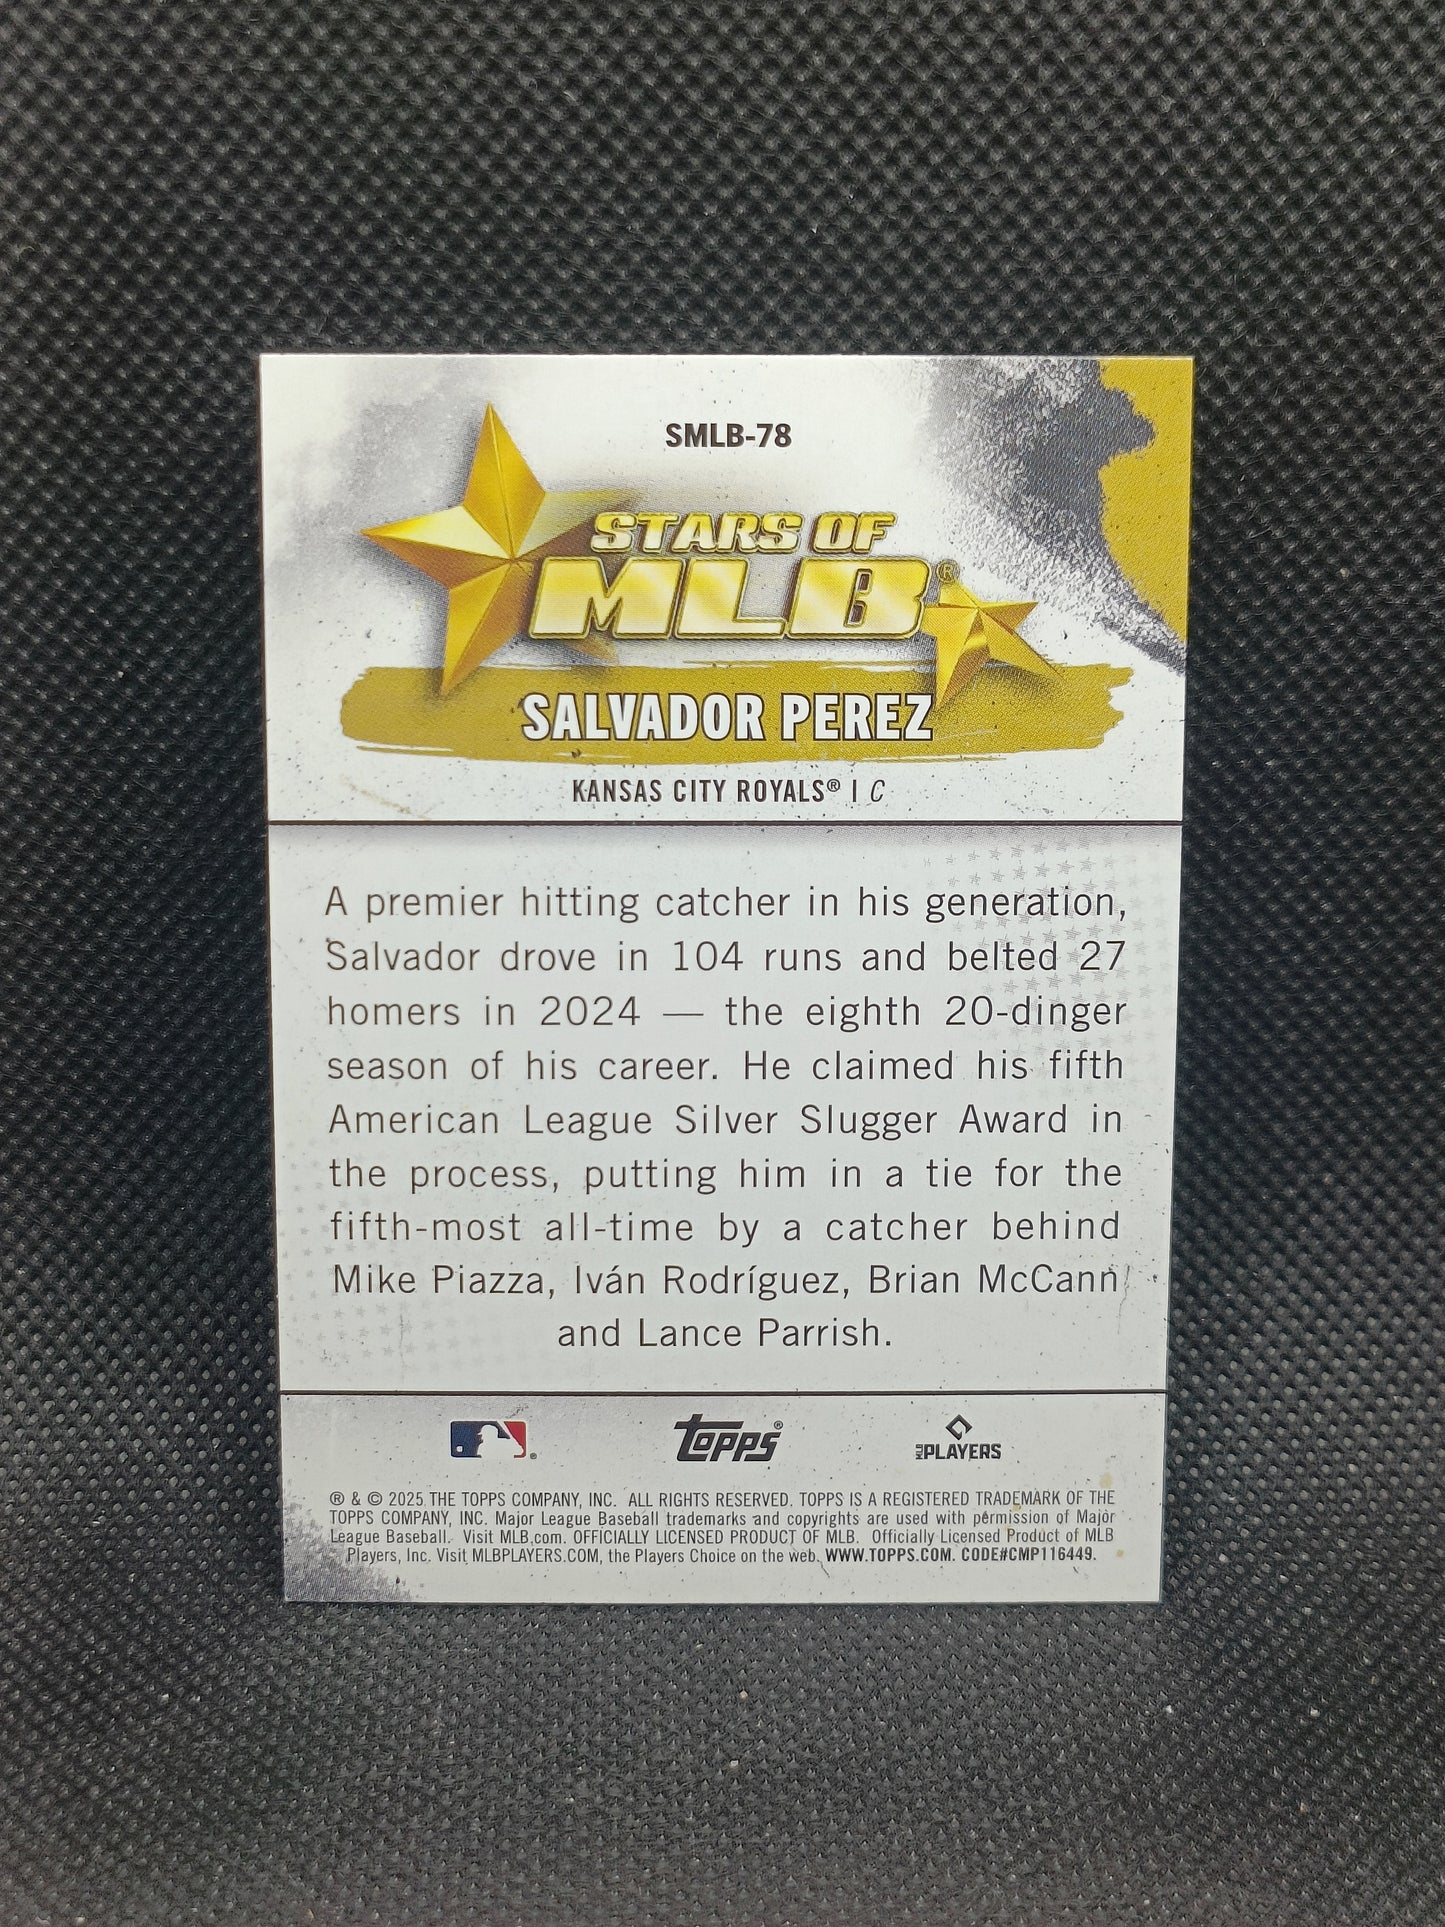 SMLB-78
STARS OF
MLB®
SALVADOR PEREZ
KANSAS CITY ROYALS® | C
A premier hitting catcher in his generation,
Salvador drove in 104 runs and belted 27
homers in 2024 — the eighth 20-dinger
season of his career. He claimed his fifth
American League Silver Slugger Award in
the process, putting him in a tie for the
fifth-most all-time by a catcher behind
Mike Piazza, Iván Rodríguez, Brian McCann
and Lance Parrish.
topps® MLB PLAYERS
® & © 2025 THE TOPPS COMPANY, INC. ALL RIGHTS RESERVED. TOPPS IS A REGISTERED TRADEMARK OF THE
TOPPS COMPANY, INC. Major League Baseball trademarks and copyrights are used with permission of Major
League Baseball. Visit MLB.com. OFFICIALLY LICENSED PRODUCT OF MLB. Officially Licensed Product of MLB
Players, Inc. Visit MLBPLAYERS.COM, the Players Choice on the web. WWW.TOPPS.COM. CODE#CMP116449.